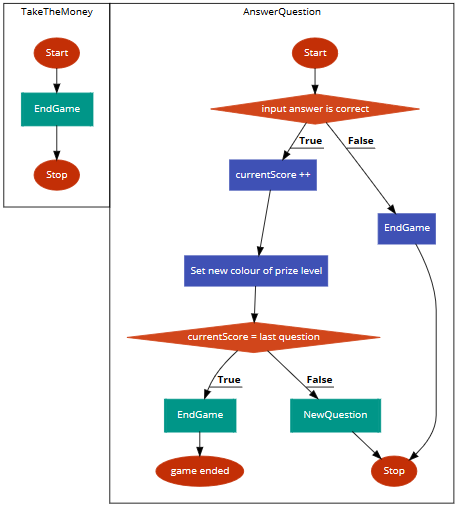 TakeTheMoney
Start
EndGame
Stop
AnswerQuestion
Start
input answer is correct
True
False
currentScore ++
EndGame
Set new colour of prize level
currentScore = last question
True
False
EndGame
NewQuestion
game ended
Stop